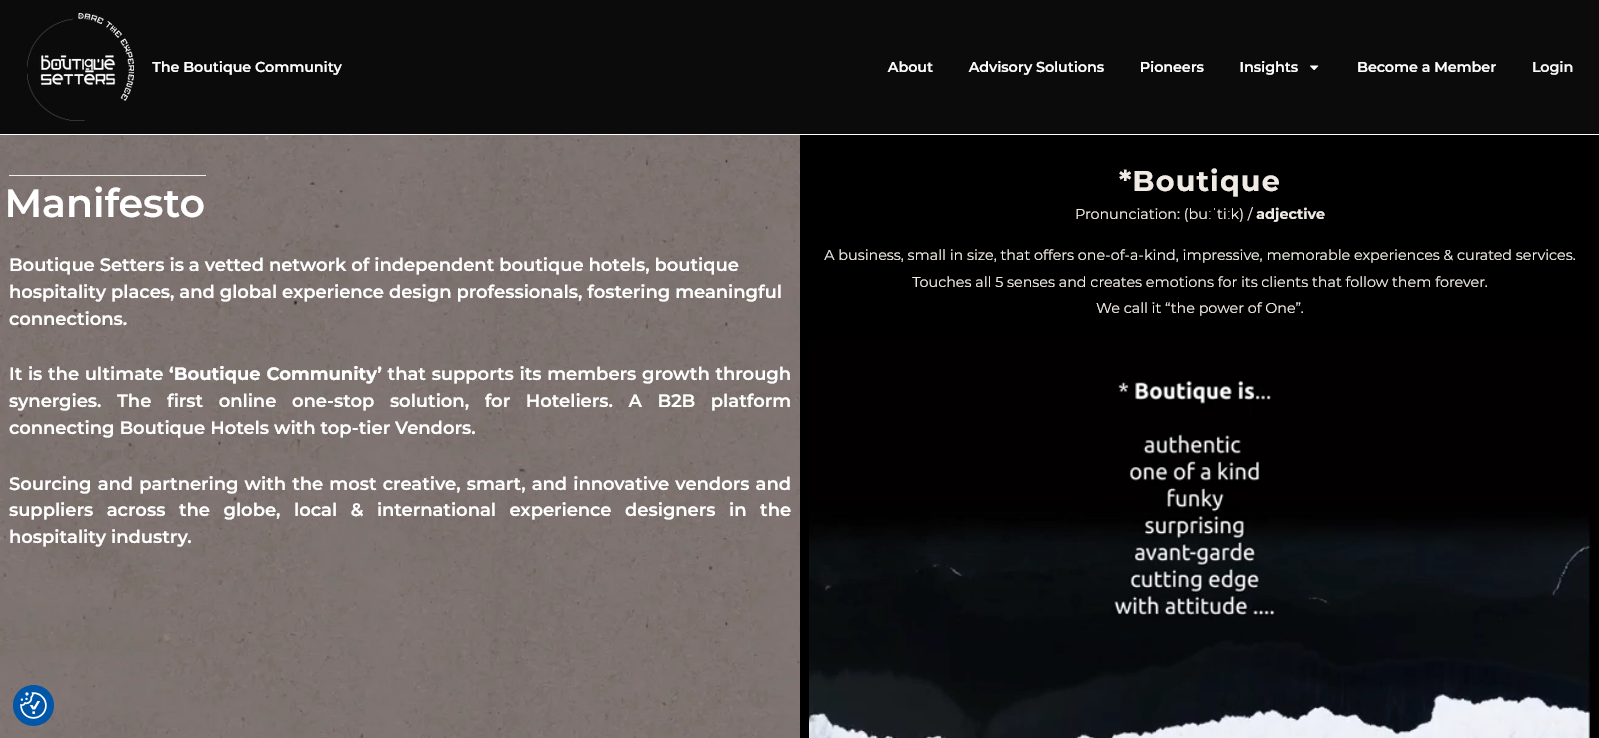 DARE THE EXPERIENCE
BOUTIQUE
SETTERS
The Boutique Community
About
Advisory Solutions
Pioneers
Insights
Become a Member
Login
Manifesto
Boutique Setters is a vetted network of independent boutique hotels, boutique
hospitality places, and global experience design professionals, fostering meaningful
connections.
It is the ultimate ‘Boutique Community’ that supports its members growth through
synergies. The first online one-stop solution, for Hoteliers. A B2B platform
connecting Boutique Hotels with top-tier Vendors.
Sourcing and partnering with the most creative, smart, and innovative vendors and
suppliers across the globe, local & international experience designers in the
hospitality industry.
*Boutique
Pronunciation: (buːˈtiːk) / adjective
A business, small in size, that offers one-of-a-kind, impressive, memorable experiences & curated services.
Touches all 5 senses and creates emotions for its clients that follow them forever.
We call it “the power of One”.
* Boutique is...
authentic
one of a kind
funky
surprising
avant-garde
cutting edge
with attitude ....